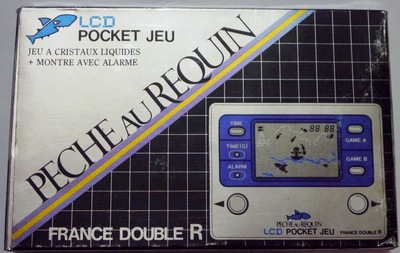 LCD
POCKET JEU
JEU A CRISTAUX LIQUIDES
+ MONTRE AVEC ALARME
PECHE AU REQUIN
FRANCE DOUBLE R
TIME
TIME(S)
ALARM
88 88
GAME A
GAME B
PECHE AU REQUIN
LCD POCKET JEU
FRANCE DOUBLE R